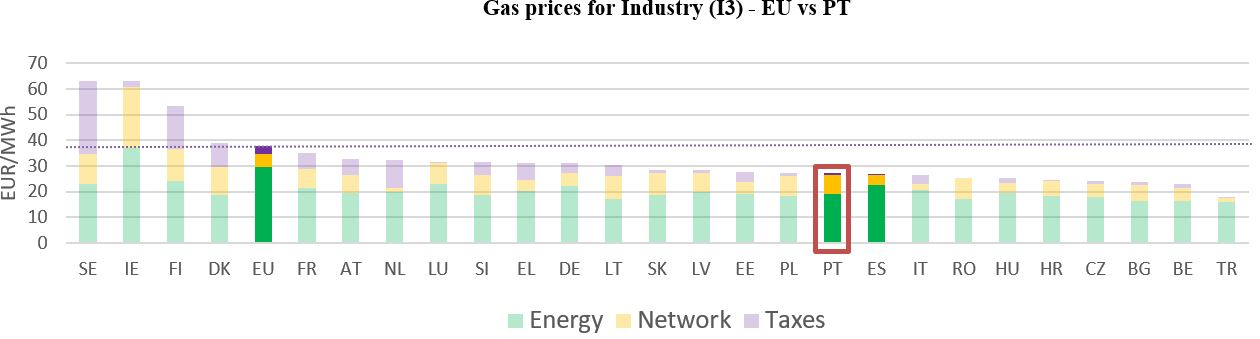 Gas prices for Industry (I3) - EU vs PT
EUR/MWh
70
60
50
40
30
20
10
0
SE IE FI DK EU FR AT NL LU SI EL DE LT SK LV EE PL PT ES IT RO HU HR CZ BG BE TR
Energy Network Taxes